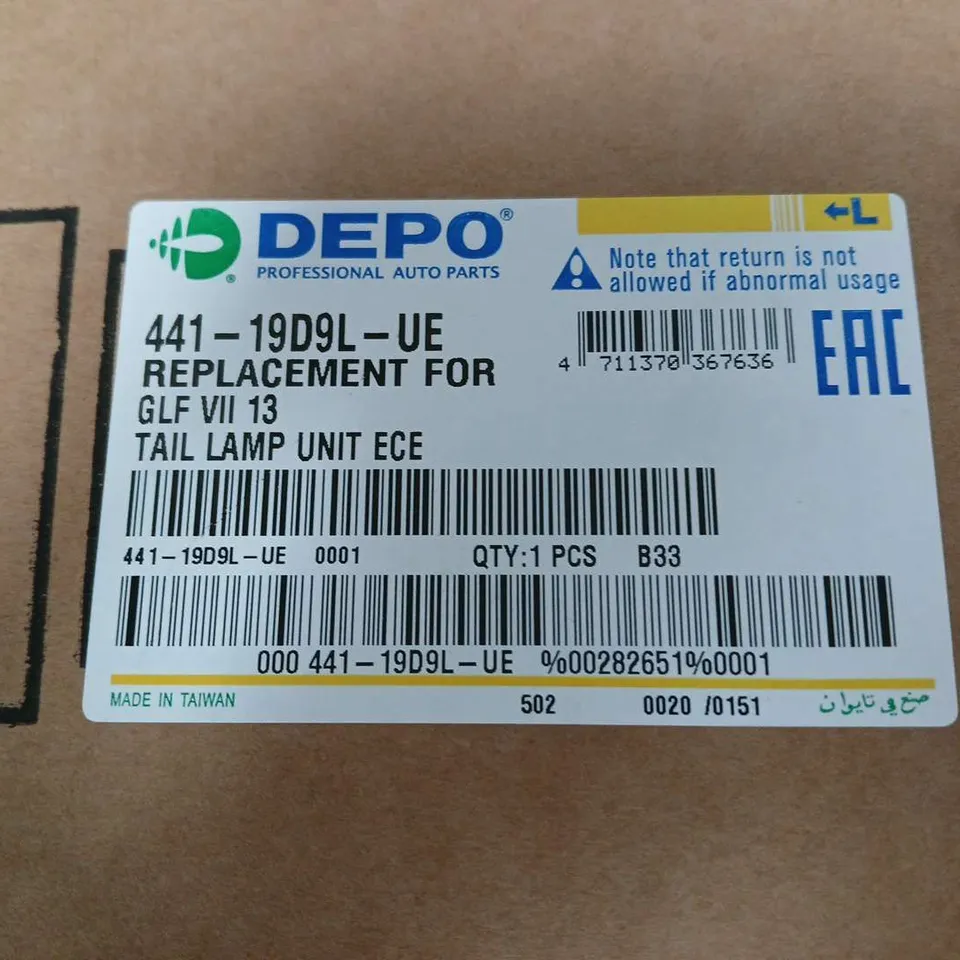 DEPO®
PROFESSIONAL AUTO PARTS
®
←L
Note that return is not
allowed if abnormal usage
441-19D9L-UE
REPLACEMENT FOR
GLF VII 13
TAIL LAMP UNIT ECE
4 711370 367636
EAC
441-19D9L-UE 0001 QTY:1 PCS B33
000 441-19D9L-UE %00282651%0001
MADE IN TAIWAN 502 0020 /0151 صنع في تايوان